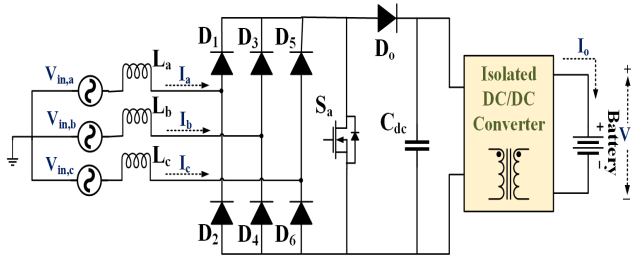 D1 D3 D5
Do
La
Vin,a
Ia
Isolated
DC/DC
Converter
Io
+
Lb
Vin,b
Ib
Sa
Cdc
+
V
Battery
Lc
Vin,c
Ic
−
−
D2 D4 D6